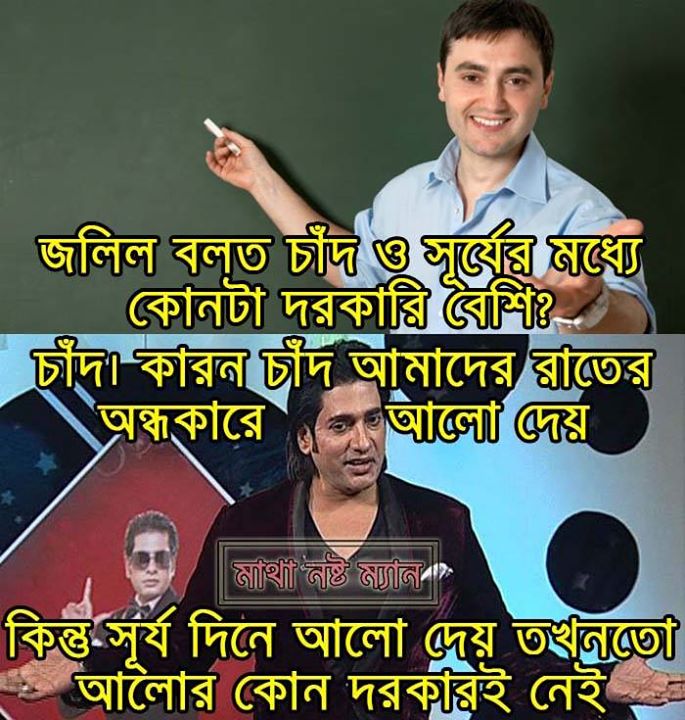 জলিল বলত চাঁদ ও সূর্যের মধ্যে
কোনটা দরকারি বেশি?
চাঁদ। কারন চাঁদ আমাদের রাতের
অন্ধকারে আলো দেয়
মাথা নষ্ট ম্যান
কিন্তু সূর্য দিনে আলো দেয় তখনতো
আলোর কোন দরকারই নেই